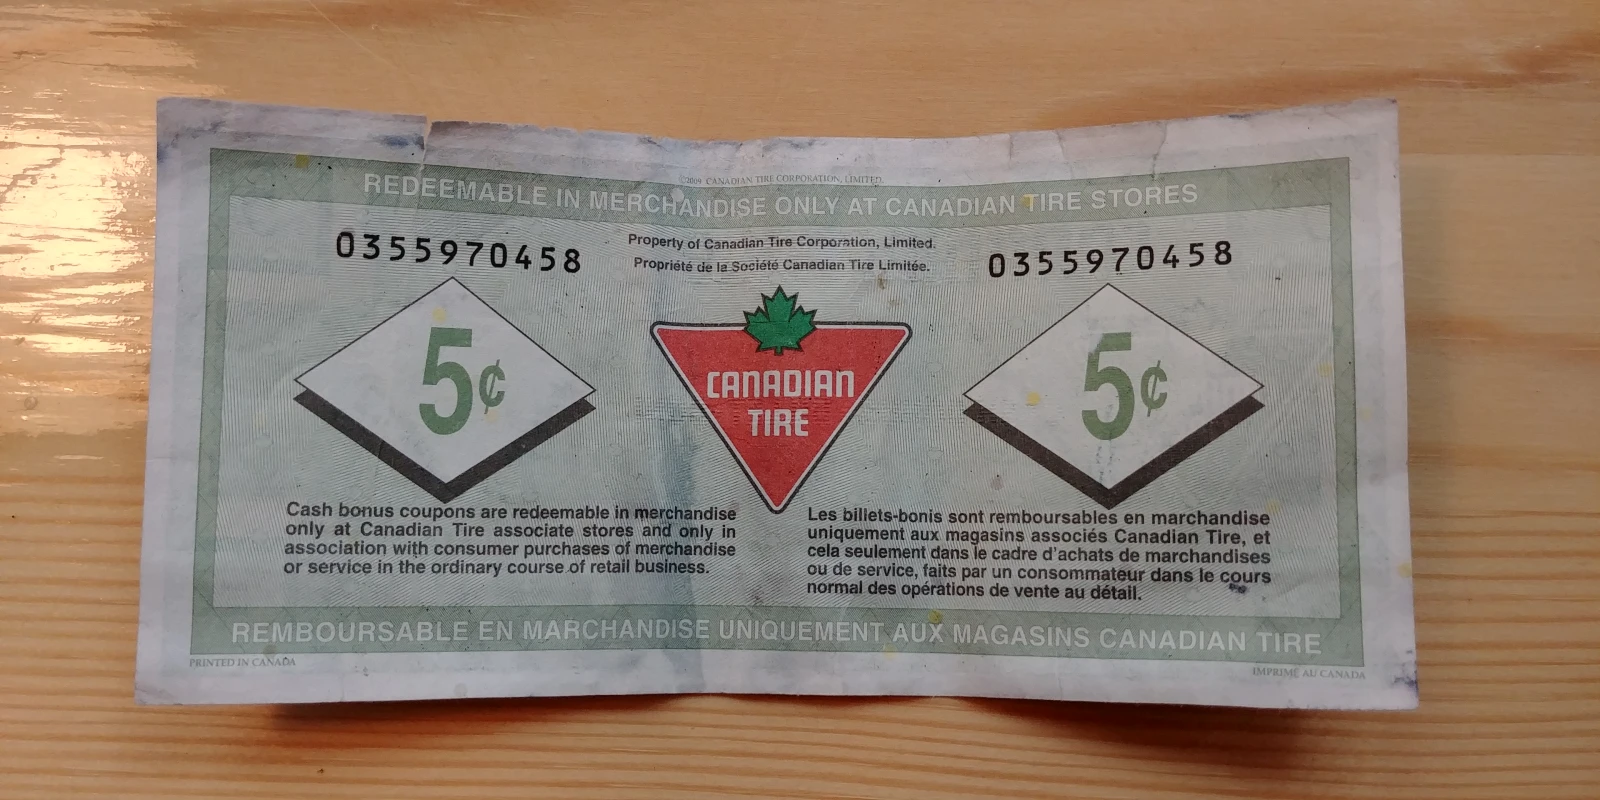 ©2009 CANADIAN TIRE CORPORATION, LIMITED.
REDEEMABLE IN MERCHANDISE ONLY AT CANADIAN TIRE STORES
0355970458
Property of Canadian Tire Corporation, Limited.
Propriété de la Société Canadian Tire Limitée.
0355970458
5¢
CANADIAN
TIRE
5¢
Cash bonus coupons are redeemable in merchandise
only at Canadian Tire associate stores and only in
association with consumer purchases of merchandise
or service in the ordinary course of retail business.
Les billets-bonis sont remboursables en marchandise
uniquement aux magasins associés Canadian Tire, et
cela seulement dans le cadre d'achats de marchandises
ou de service, faits par un consommateur dans le cours
normal des opérations de vente au détail.
REMBOURSABLE EN MARCHANDISE UNIQUEMENT AUX MAGASINS CANADIAN TIRE
PRINTED IN CANADA
IMPRIMÉ AU CANADA